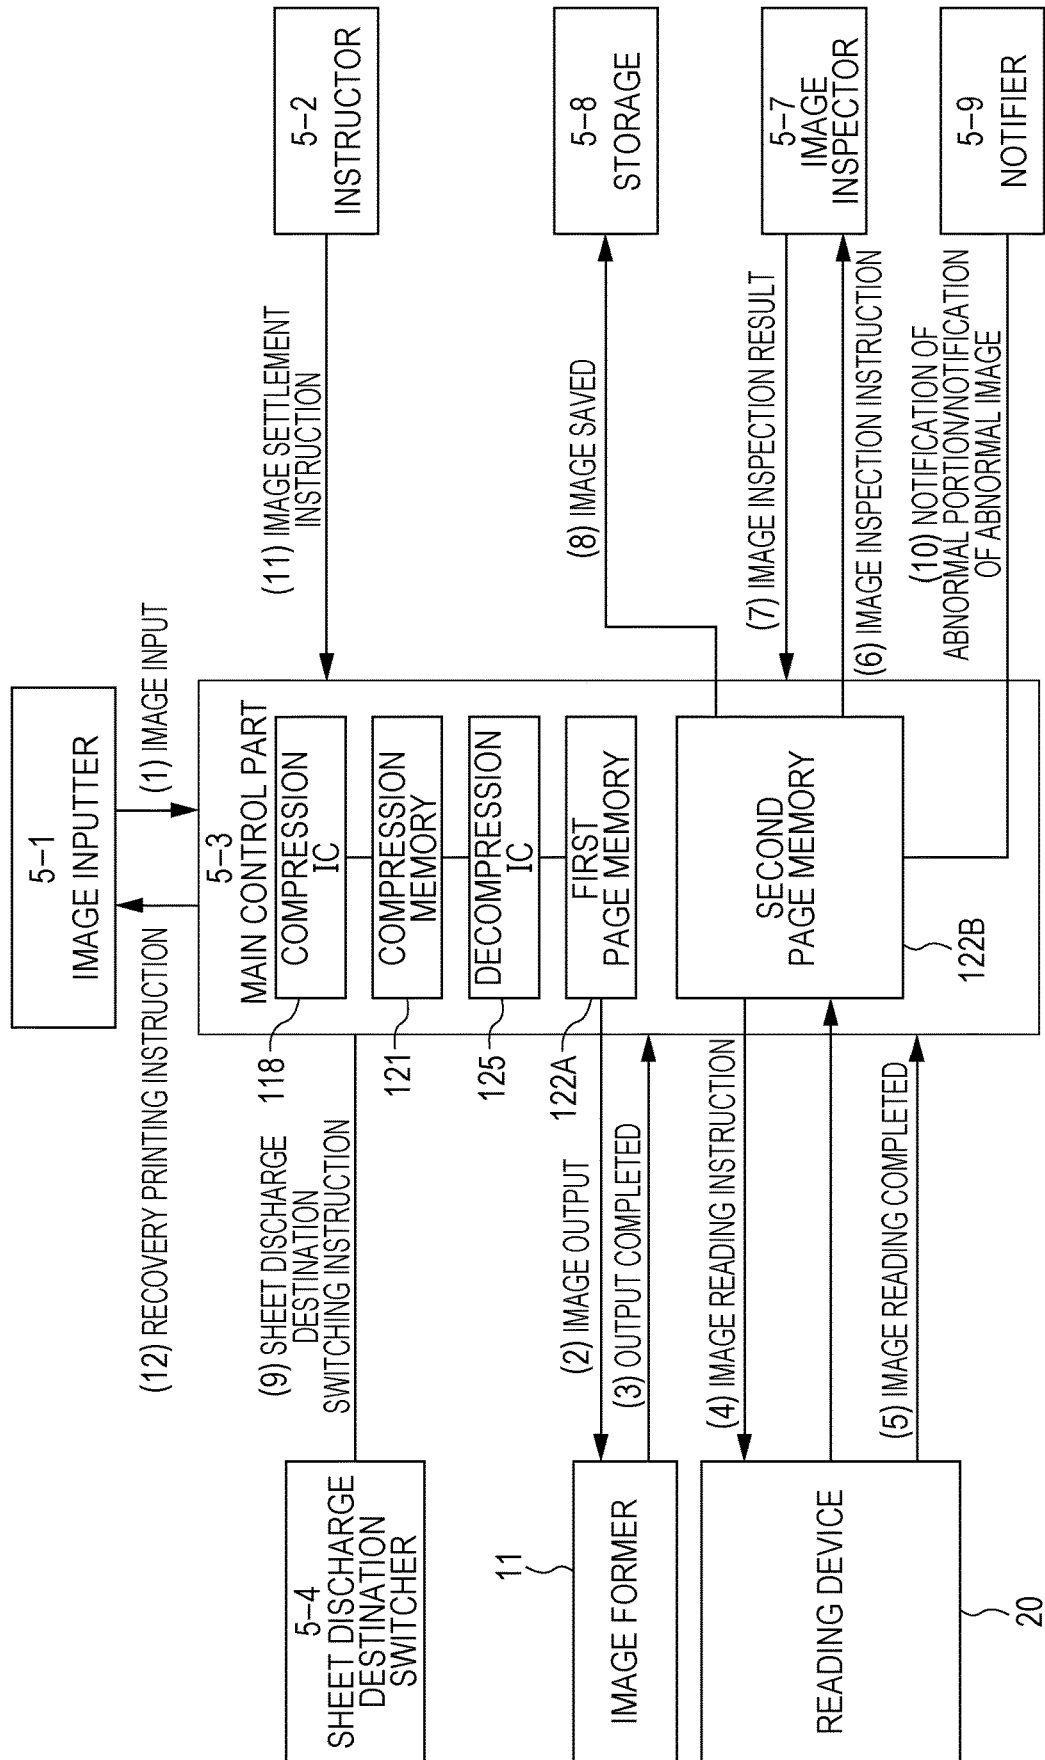 5-1
IMAGE INPUTTER
(12) RECOVERY PRINTING INSTRUCTION
(1) IMAGE INPUT
5-4
SHEET DISCHARGE
DESTINATION
SWITCHER
(9) SHEET DISCHARGE
DESTINATION
SWITCHING INSTRUCTION
5-3
MAIN CONTROL PART
118
COMPRESSION
IC
121
COMPRESSION
MEMORY
125
DECOMPRESSION
IC
122A
FIRST
PAGE MEMORY
SECOND
PAGE MEMORY
122B
(11) IMAGE SETTLEMENT
INSTRUCTION
5-2
INSTRUCTOR
11
IMAGE FORMER
(2) IMAGE OUTPUT
(3) OUTPUT COMPLETED
(8) IMAGE SAVED
5-8
STORAGE
READING DEVICE
20
(4) IMAGE READING INSTRUCTION
(5) IMAGE READING COMPLETED
(7) IMAGE INSPECTION RESULT
(6) IMAGE INSPECTION INSTRUCTION
5-7
IMAGE
INSPECTOR
(10) NOTIFICATION OF
ABNORMAL PORTION/NOTIFICATION
OF ABNORMAL IMAGE
5-9
NOTIFIER